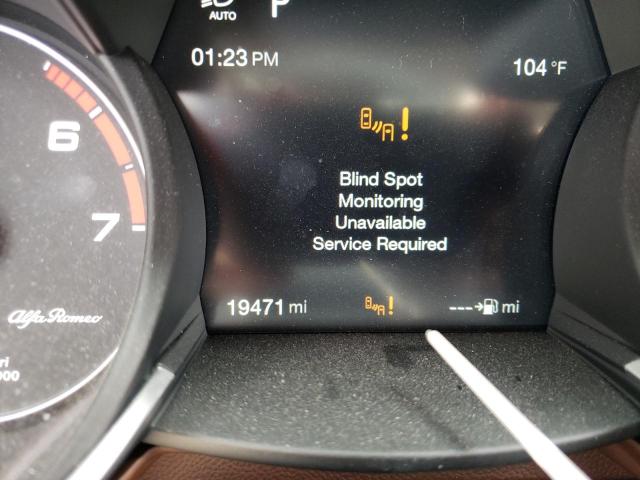 AUTO P
01:23 PM 104 °F
Blind Spot
Monitoring
Unavailable
Service Required
19471 mi --- mi
6
7
Alfa Romeo